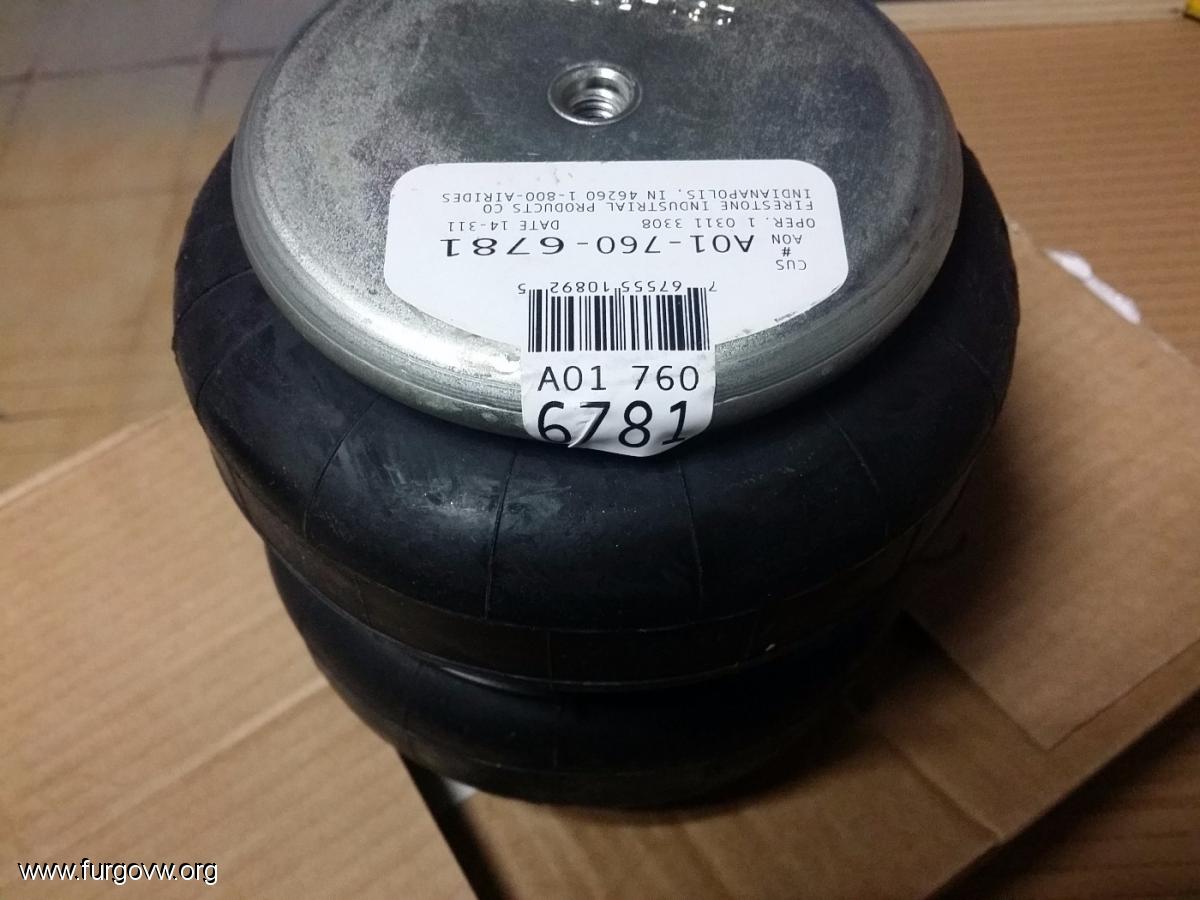 7 67555 10892 5
CUS
#
AON A01-760-6781
OPER. 1 0311 3308 DATE 14-311
FIRESTONE INDUSTRIAL PRODUCTS CO
INDIANAPOLIS, IN 46260 1-800-AIRIDES
A01 760
6781
www.furgovw.org